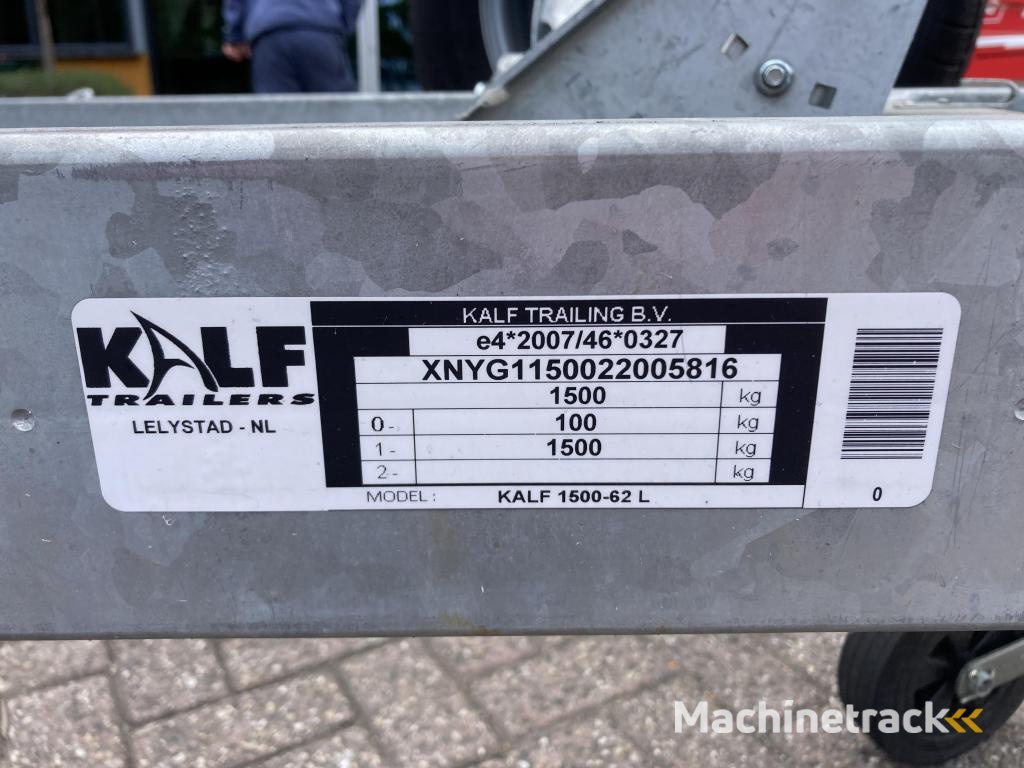 KALF
TRAILERS
LELYSTAD - NL
KALF TRAILING B.V.
e4*2007/46*0327
XNYG1150022005816
1500 kg
0- 100 kg
1- 1500 kg
2- kg
MODEL : KALF 1500-62 L
0
Machinetrack